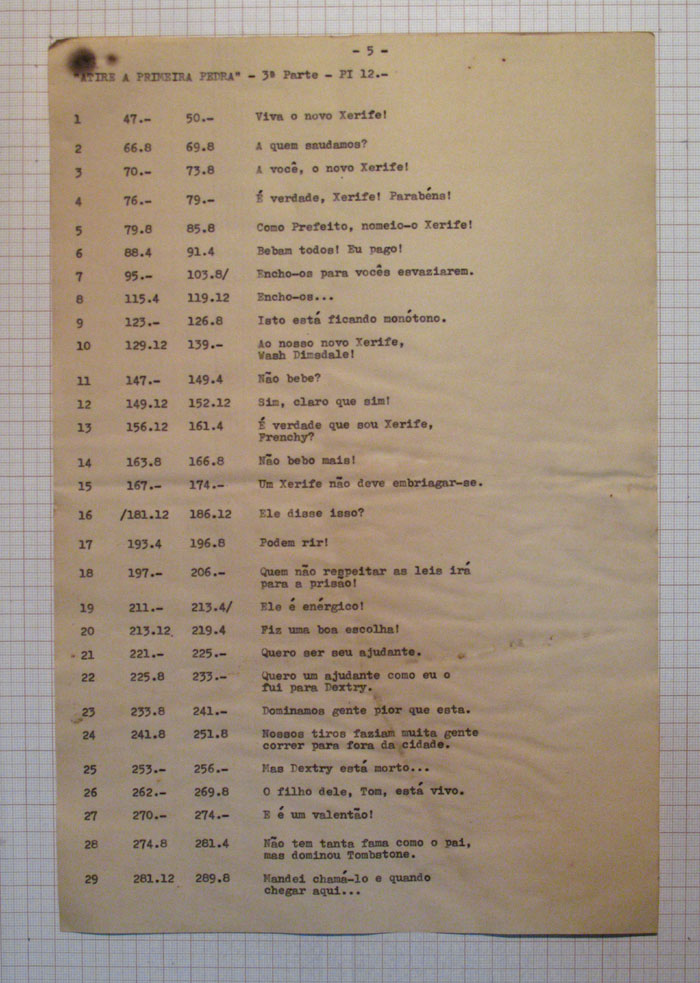 - 5 -
"ATIRE A PRIMEIRA PEDRA" - 3ª Parte - PI 12.-
1 47.- 50.- Viva o novo Xerife!
2 66.8 69.8 A quem saudamos?
3 70.- 73.8 A você, o novo Xerife!
4 76.- 79.- É verdade, Xerife! Parabéns!
5 79.8 85.8 Como Prefeito, nomeio-o Xerife!
6 88.4 91.4 Bebam todos! Eu pago!
7 95.- 103.8/ Encho-os para vocês esvaziarem.
8 115.4 119.12 Encho-os...
9 123.- 126.8 Isto está ficando monótono.
10 129.12 139.- Ao nosso novo Xerife,
Wash Dimsdale!
11 147.- 149.4 Não bebe?
12 149.12 152.12 Sim, claro que sim!
13 156.12 161.4 É verdade que sou Xerife,
Frenchy?
14 163.8 166.8 Não bebo mais!
15 167.- 174.- Um Xerife não deve embriagar-se.
16 /181.12 186.12 Ele disse isso?
17 193.4 196.8 Podem rir!
18 197.- 206.- Quem não respeitar as leis irá
para a prisão!
19 211.- 213.4/ Ele é enérgico!
20 213.12 219.4 Fiz uma boa escolha!
21 221.- 225.- Quero ser seu ajudante.
22 225.8 233.- Quero um ajudante como eu o
fui para Dextry.
23 233.8 241.- Dominamos gente pior que esta.
24 241.8 251.8 Nossos tiros faziam muita gente
correr para fora da cidade.
25 253.- 256.- Mas Dextry está morto...
26 262.- 269.8 O filho dele, Tom, está vivo.
27 270.- 274.- E é um valentão!
28 274.8 281.4 Não tem tanta fama como o pai,
mas dominou Tombstone.
29 281.12 289.8 Mandei chamá-lo e quando
chegar aqui...